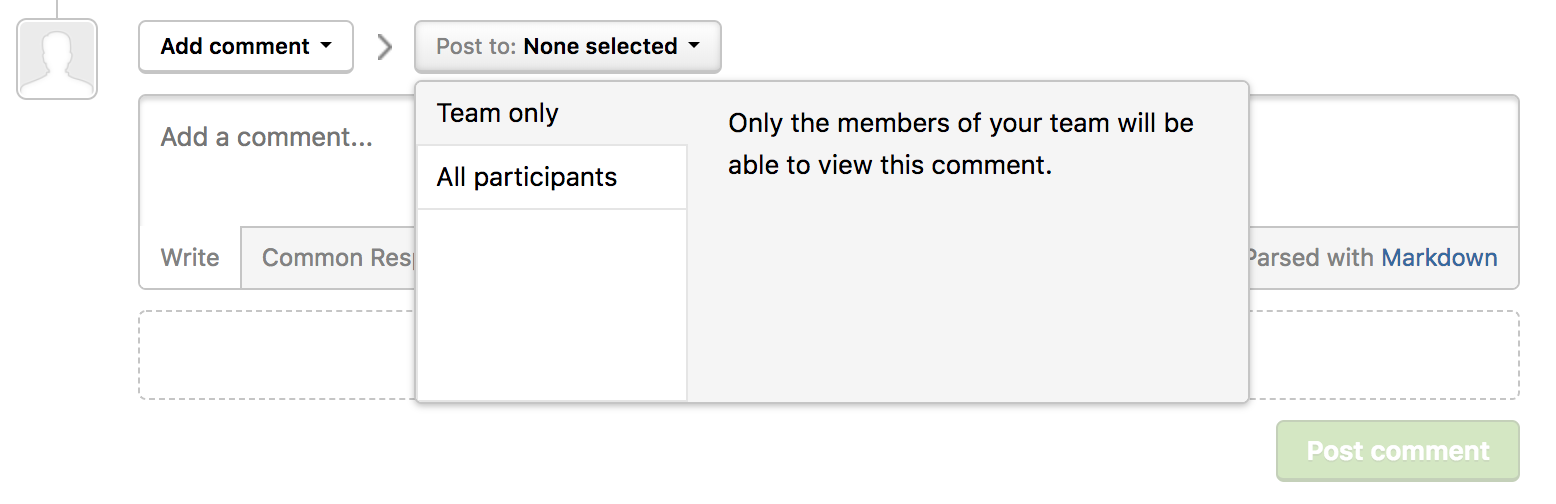 Add comment
Post to: None selected
Team only
All participants
Only the members of your team will be
able to view this comment.
Add a comment...
Write
Common Resp
Parsed with Markdown
Post comment